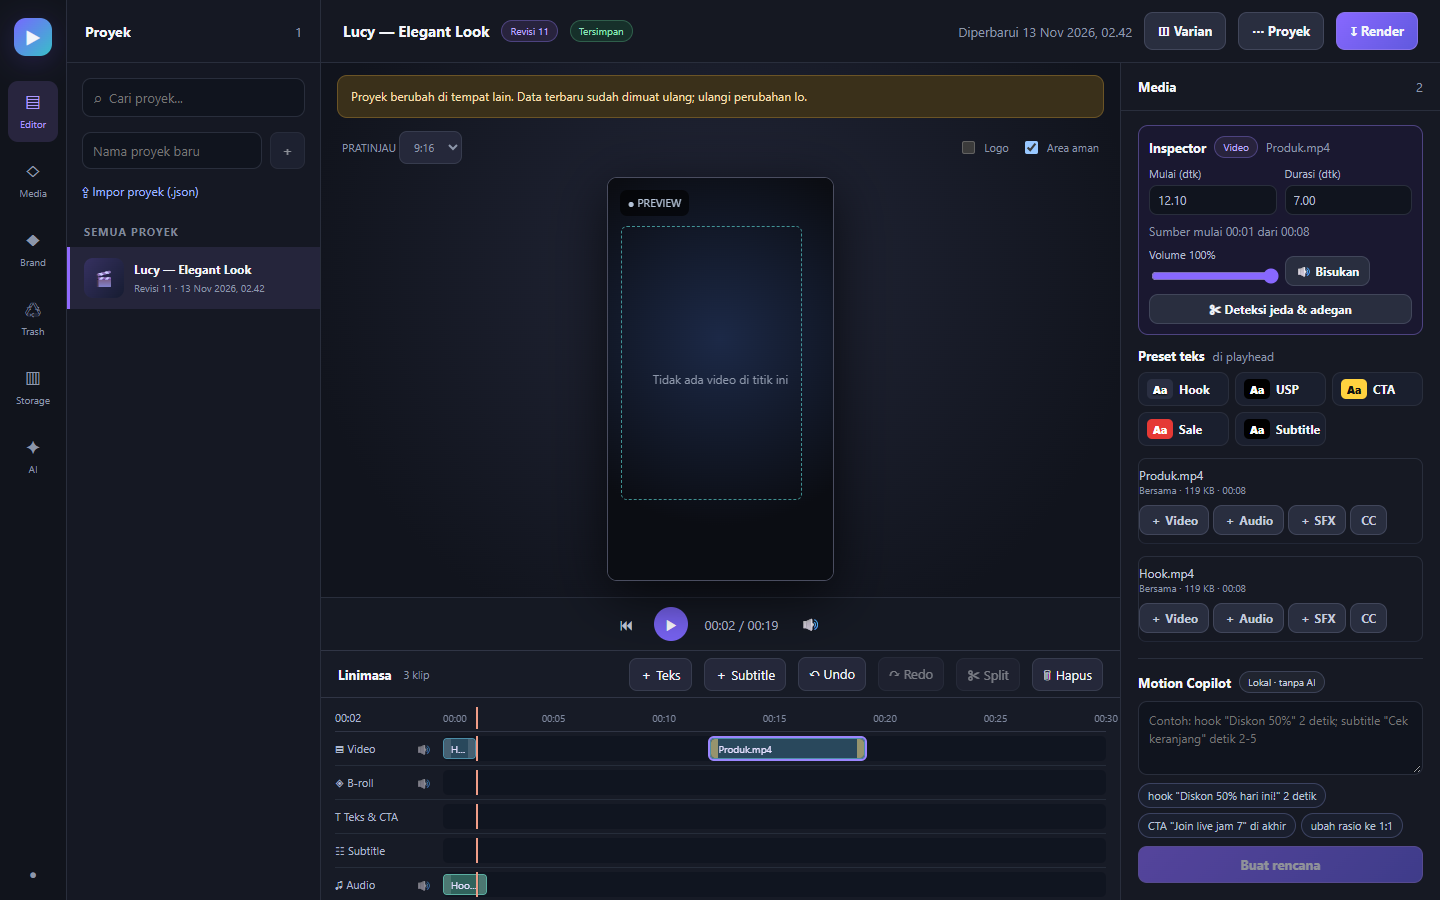 Editor
Media
Brand
Trash
Storage
AI
Proyek 1
Cari proyek...
Nama proyek baru
+
Impor proyek (.json)
SEMUA PROYEK
Lucy — Elegant Look
Revisi 11 · 13 Nov 2026, 02.42
Lucy — Elegant Look Revisi 11 Tersimpan Diperbarui 13 Nov 2026, 02.42 Varian ··· Proyek Render
Proyek berubah di tempat lain. Data terbaru sudah dimuat ulang; ulangi perubahan lo.
PRATINJAU 9:16 Logo Area aman
● PREVIEW
Tidak ada video di titik ini
00:02 / 00:19
Linimasa 3 klip + Teks + Subtitle Undo Redo Split Hapus
00:02 00:00 00:05 00:10 00:15 00:20 00:25 00:30
Video H... Produk.mp4
B-roll
T Teks & CTA
Subtitle
Audio Hoo...
Media 2
Inspector Video Produk.mp4
Mulai (dtk) Durasi (dtk)
12.10 7.00
Sumber mulai 00:01 dari 00:08
Volume 100%
Bisukan
Deteksi jeda & adegan
Preset teks di playhead
Aa Hook Aa USP Aa CTA
Aa Sale Aa Subtitle
Produk.mp4
Bersama · 119 KB · 00:08
+ Video + Audio + SFX CC
Hook.mp4
Bersama · 119 KB · 00:08
+ Video + Audio + SFX CC
Motion Copilot Lokal · tanpa AI
Contoh: hook "Diskon 50%" 2 detik; subtitle "Cek
keranjang" detik 2-5
hook "Diskon 50% hari ini!" 2 detik
CTA "Join live jam 7" di akhir ubah rasio ke 1:1
Buat rencana